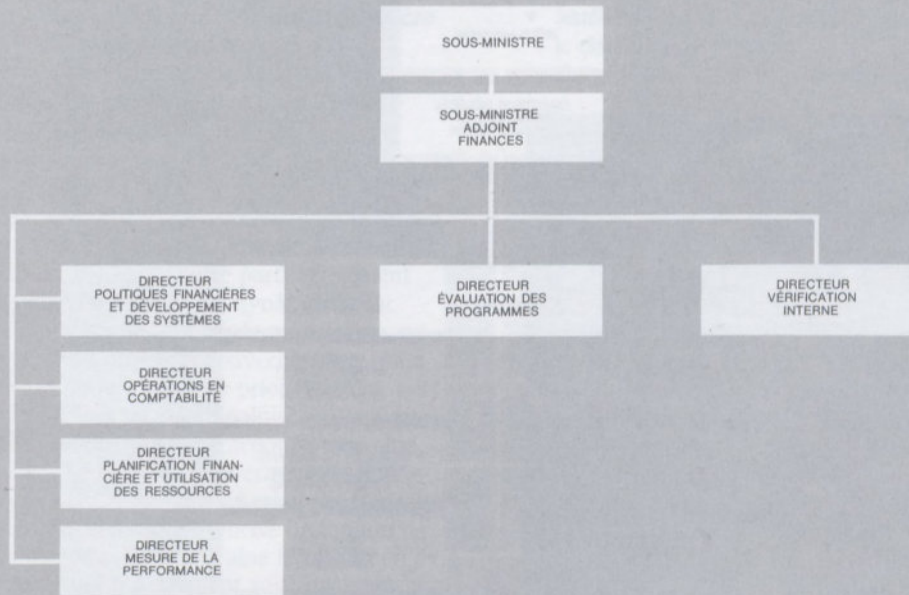 SOUS-MINISTRE
SOUS-MINISTRE
ADJOINT
FINANCES
DIRECTEUR
POLITIQUES FINANCIÈRES
ET DÉVELOPPEMENT
DES SYSTÈMES
DIRECTEUR
ÉVALUATION DES
PROGRAMMES
DIRECTEUR
VÉRIFICATION
INTERNE
DIRECTEUR
OPÉRATIONS EN
COMPTABILITÉ
DIRECTEUR
PLANIFICATION FINAN-
CIÈRE ET UTILISATION
DES RESSOURCES
DIRECTEUR
MESURE DE LA
PERFORMANCE